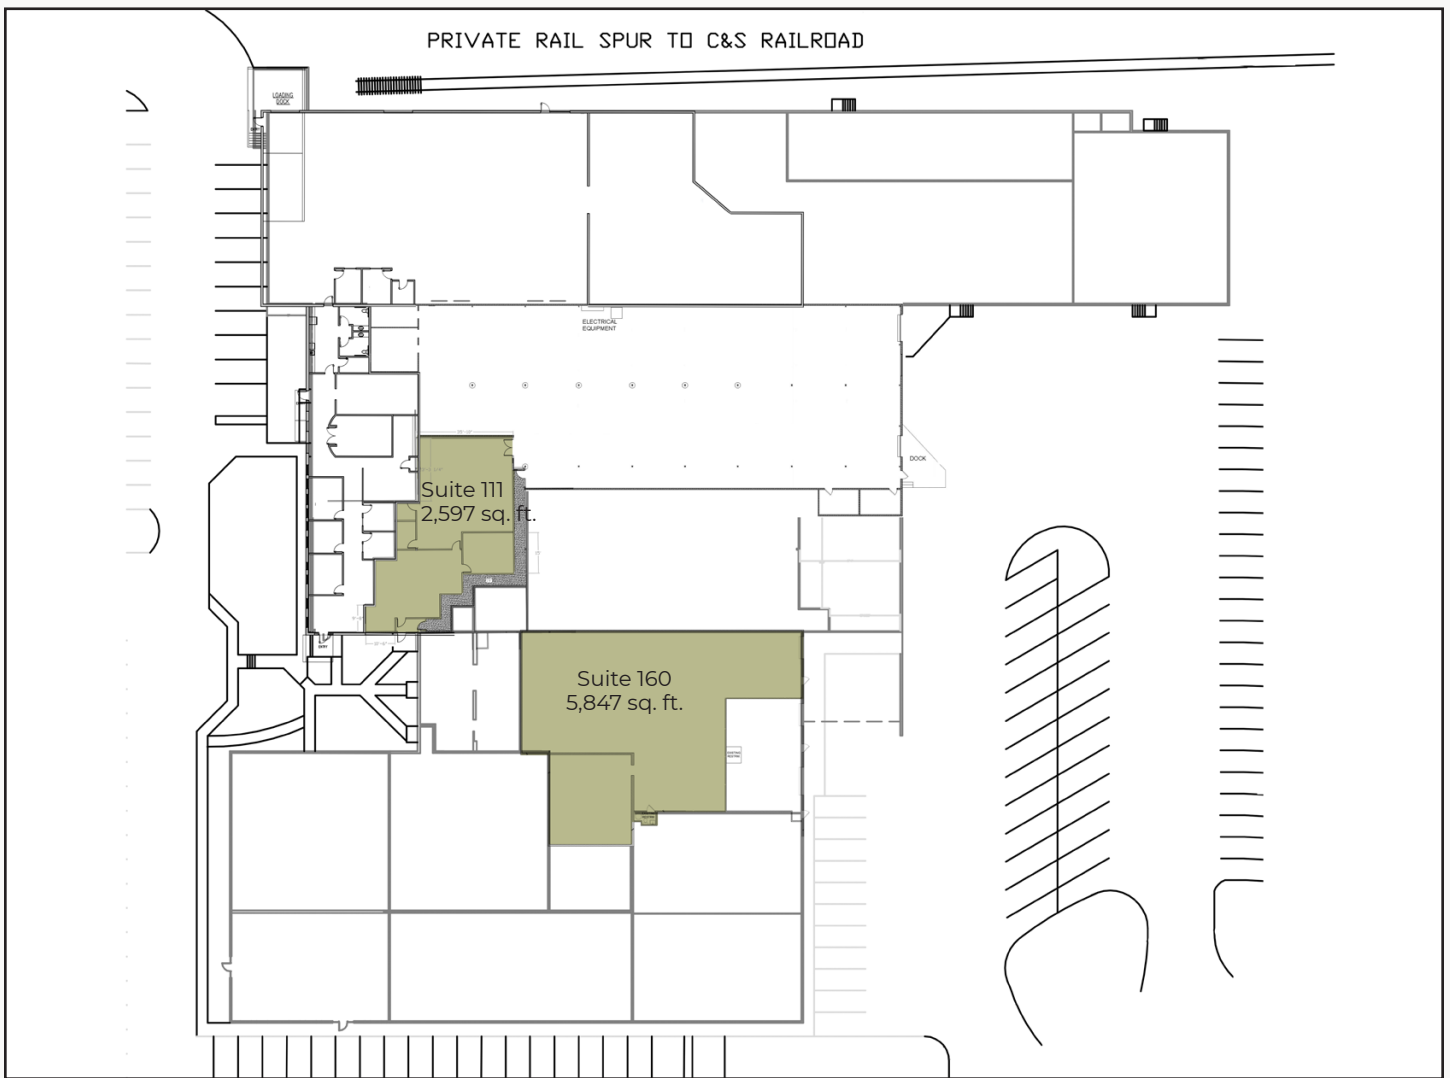 PRIVATE RAIL SPUR TO C&S RAILROAD
LOADING
DOCK
ELECTRICAL
EQUIPMENT
DOCK
Suite 111
2,597 sq. ft.
ENTRY
Suite 160
5,847 sq. ft.